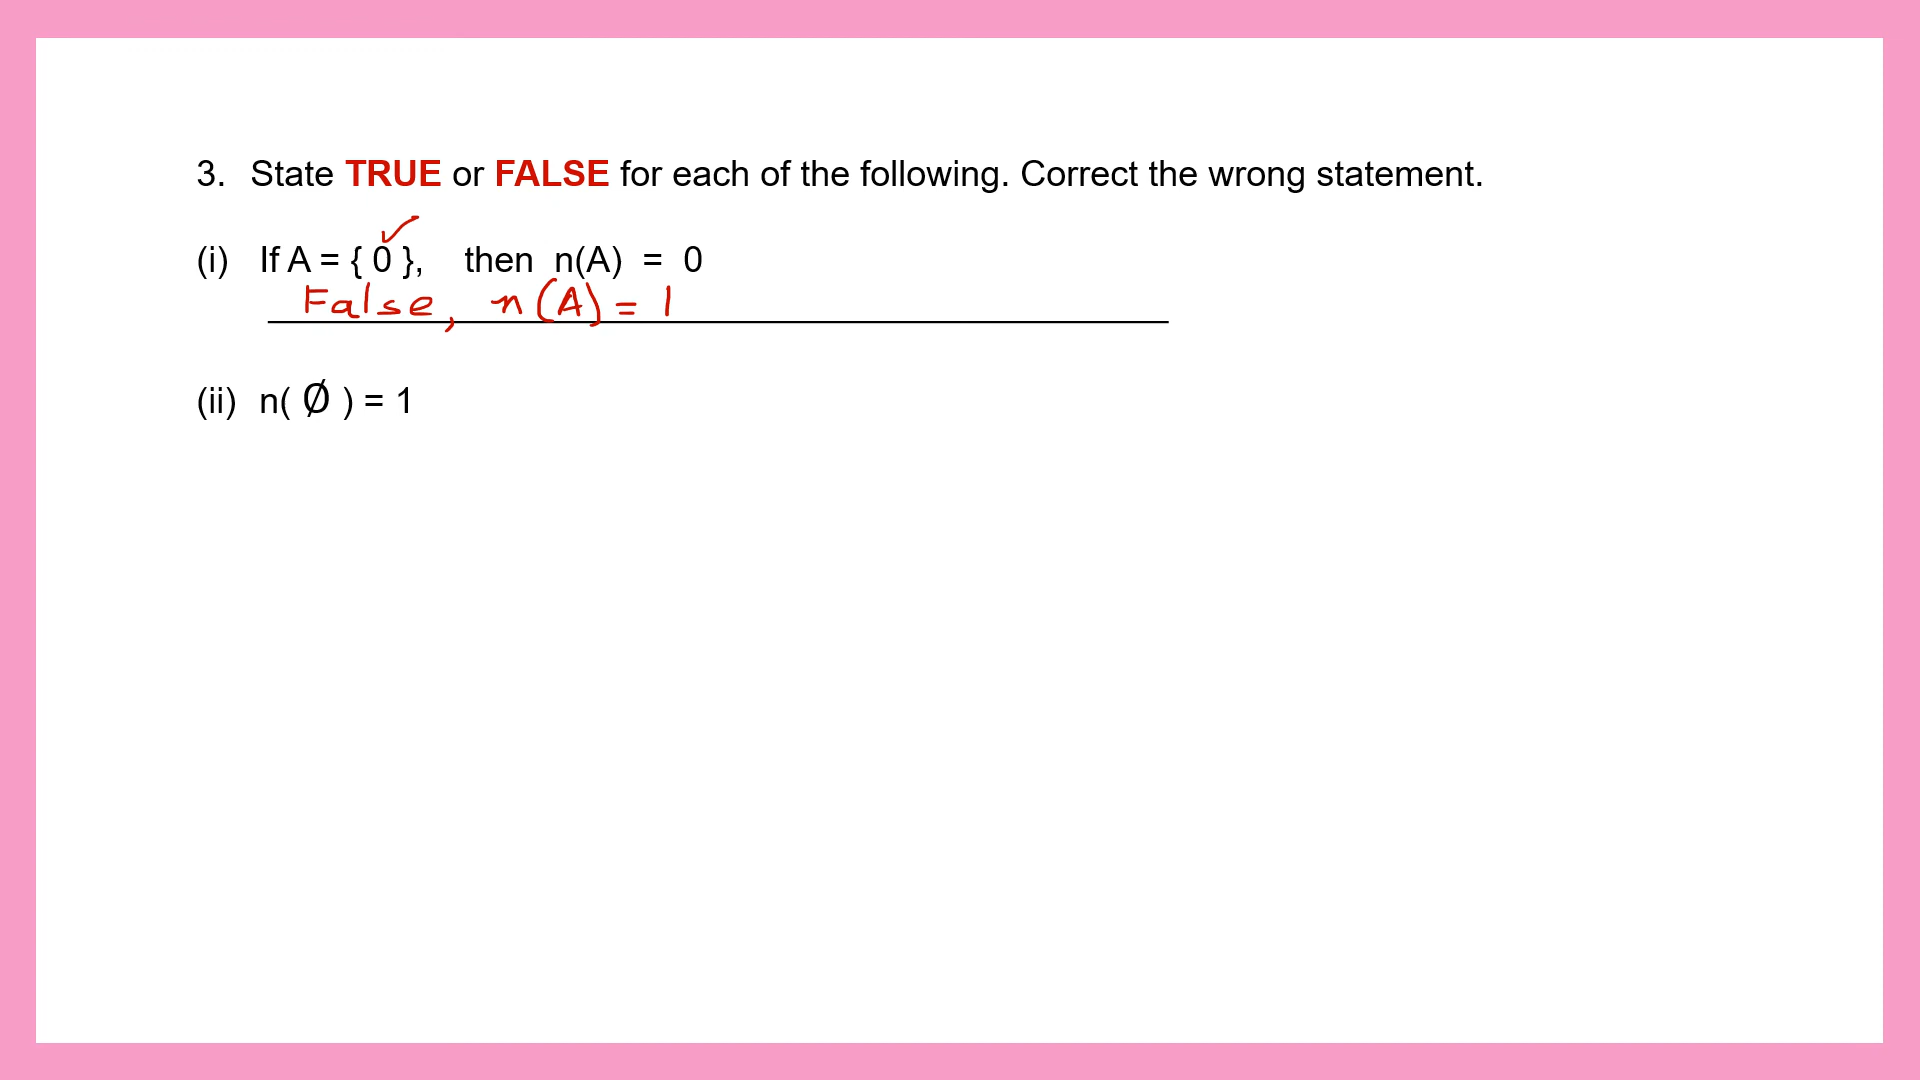 3. State TRUE or FALSE for each of the following. Correct the wrong statement.
(i) If A = { 0 }, then n(A) = 0
False, n(A) = 1
(ii) n( Ø ) = 1